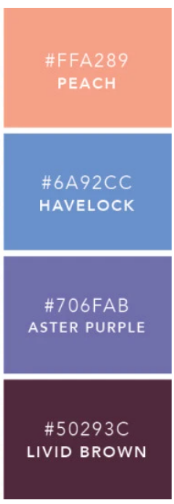 #FFA289
PEACH
#6A92CC
HAVELOCK
#706FAB
ASTER PURPLE
#50293C
LIVID BROWN